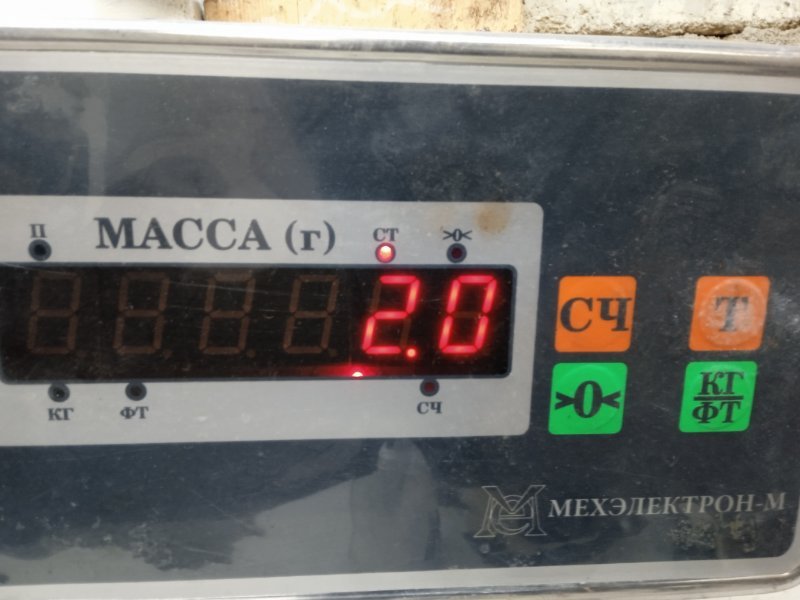 П МАССА (г) СТ >0<
2.0
КГ ФТ СЧ
СЧ Т
>0< КГ/ФТ
МЕХЭЛЕКТРОН-М